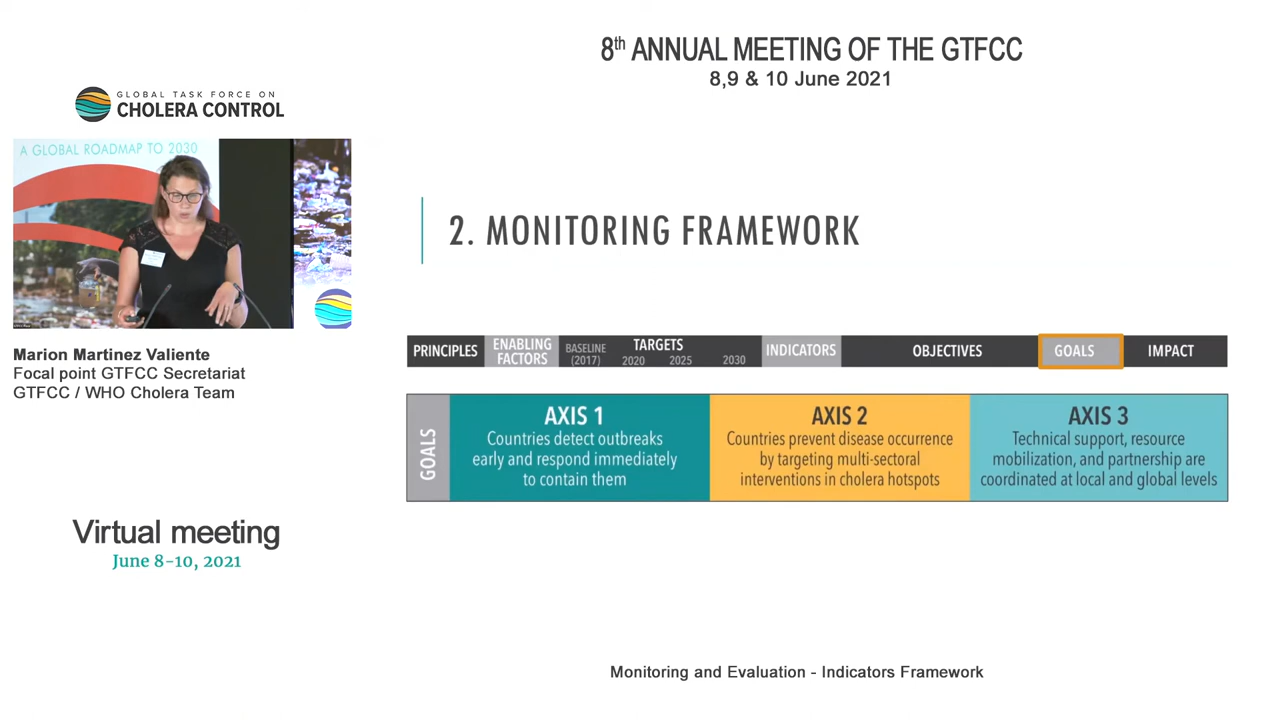 8th ANNUAL MEETING OF THE GTFCC
8,9 & 10 June 2021
GLOBAL TASK FORCE ON
CHOLERA CONTROL
A GLOBAL ROADMAP TO 2030
Marion Martinez Valiente
Focal point GTFCC Secretariat
GTFCC / WHO Cholera Team
Virtual meeting
June 8-10, 2021
2. MONITORING FRAMEWORK
PRINCIPLES
ENABLING
FACTORS
BASELINE
(2017)
TARGETS
2020 2025 2030
INDICATORS
OBJECTIVES
GOALS
IMPACT
GOALS
AXIS 1
Countries detect outbreaks
early and respond immediately
to contain them
AXIS 2
Countries prevent disease occurrence
by targeting multi-sectoral
interventions in cholera hotspots
AXIS 3
Technical support, resource
mobilization, and partnership are
coordinated at local and global levels
Monitoring and Evaluation - Indicators Framework